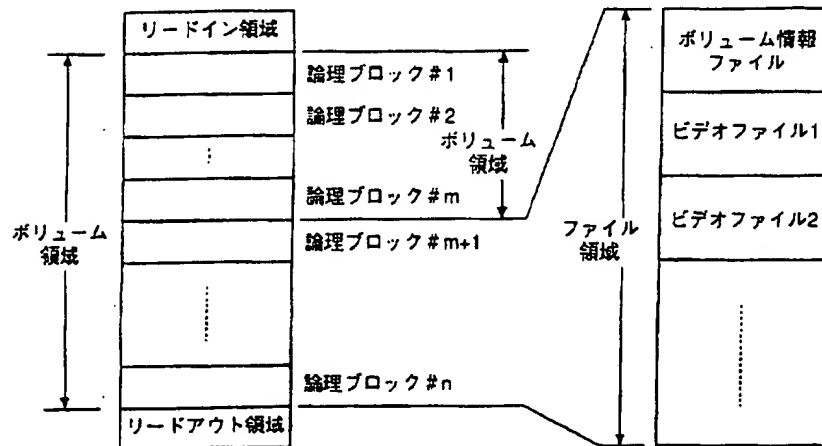 リードイン領域
論理ブロック#1
論理ブロック#2
ボリューム
領域
論理ブロック#m
論理ブロック#m+1
ボリューム
領域
論理ブロック#n
リードアウト領域
ファイル
領域
ボリューム情報
ファイル
ビデオファイル1
ビデオファイル2